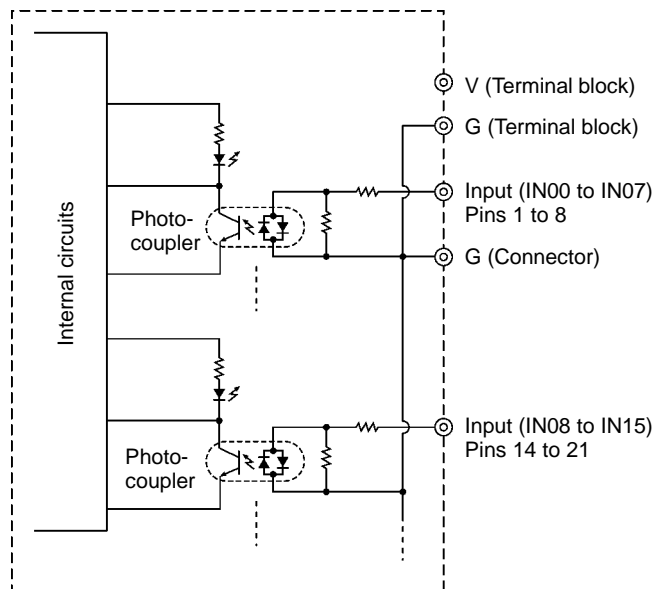 V (Terminal block)
G (Terminal block)
Input (IN00 to IN07)
Pins 1 to 8
Photo-
coupler
G (Connector)
Internal circuits
Input (IN08 to IN15)
Pins 14 to 21
Photo-
coupler